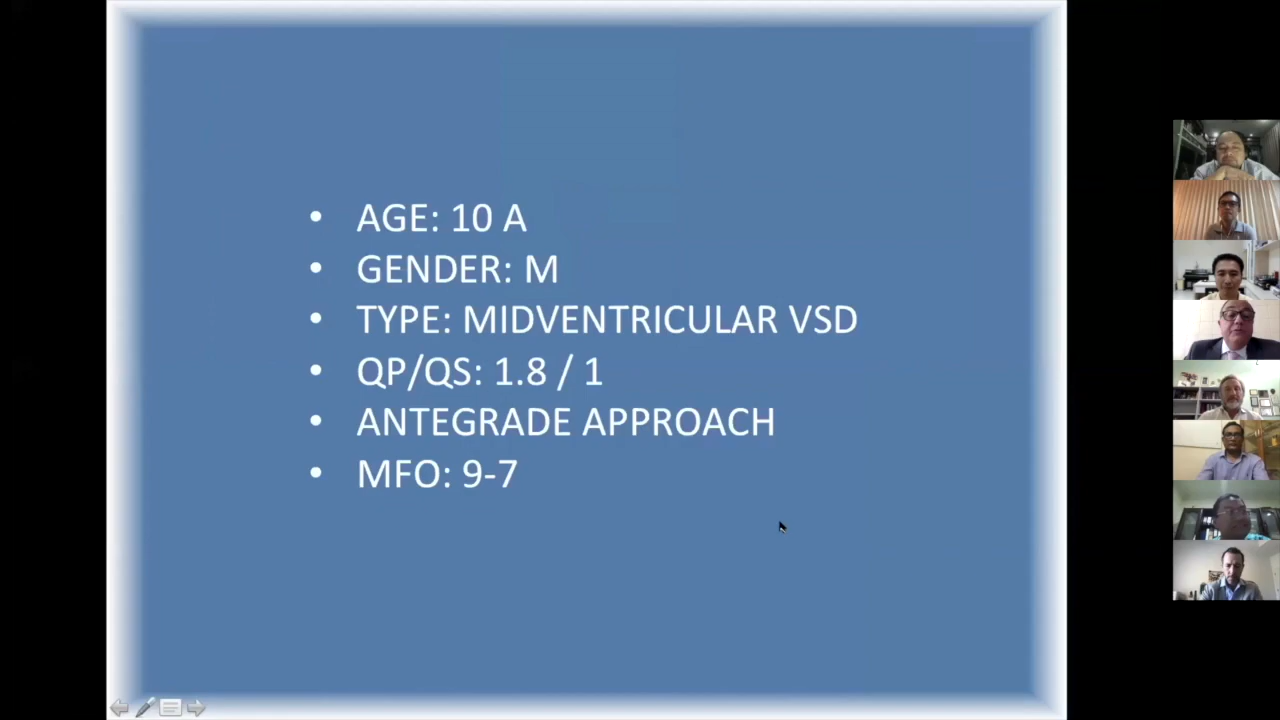 • AGE: 10 A
• GENDER: M
• TYPE: MIDVENTRICULAR VSD
• QP/QS: 1.8 / 1
• ANTEGRADE APPROACH
• MFO: 9-7